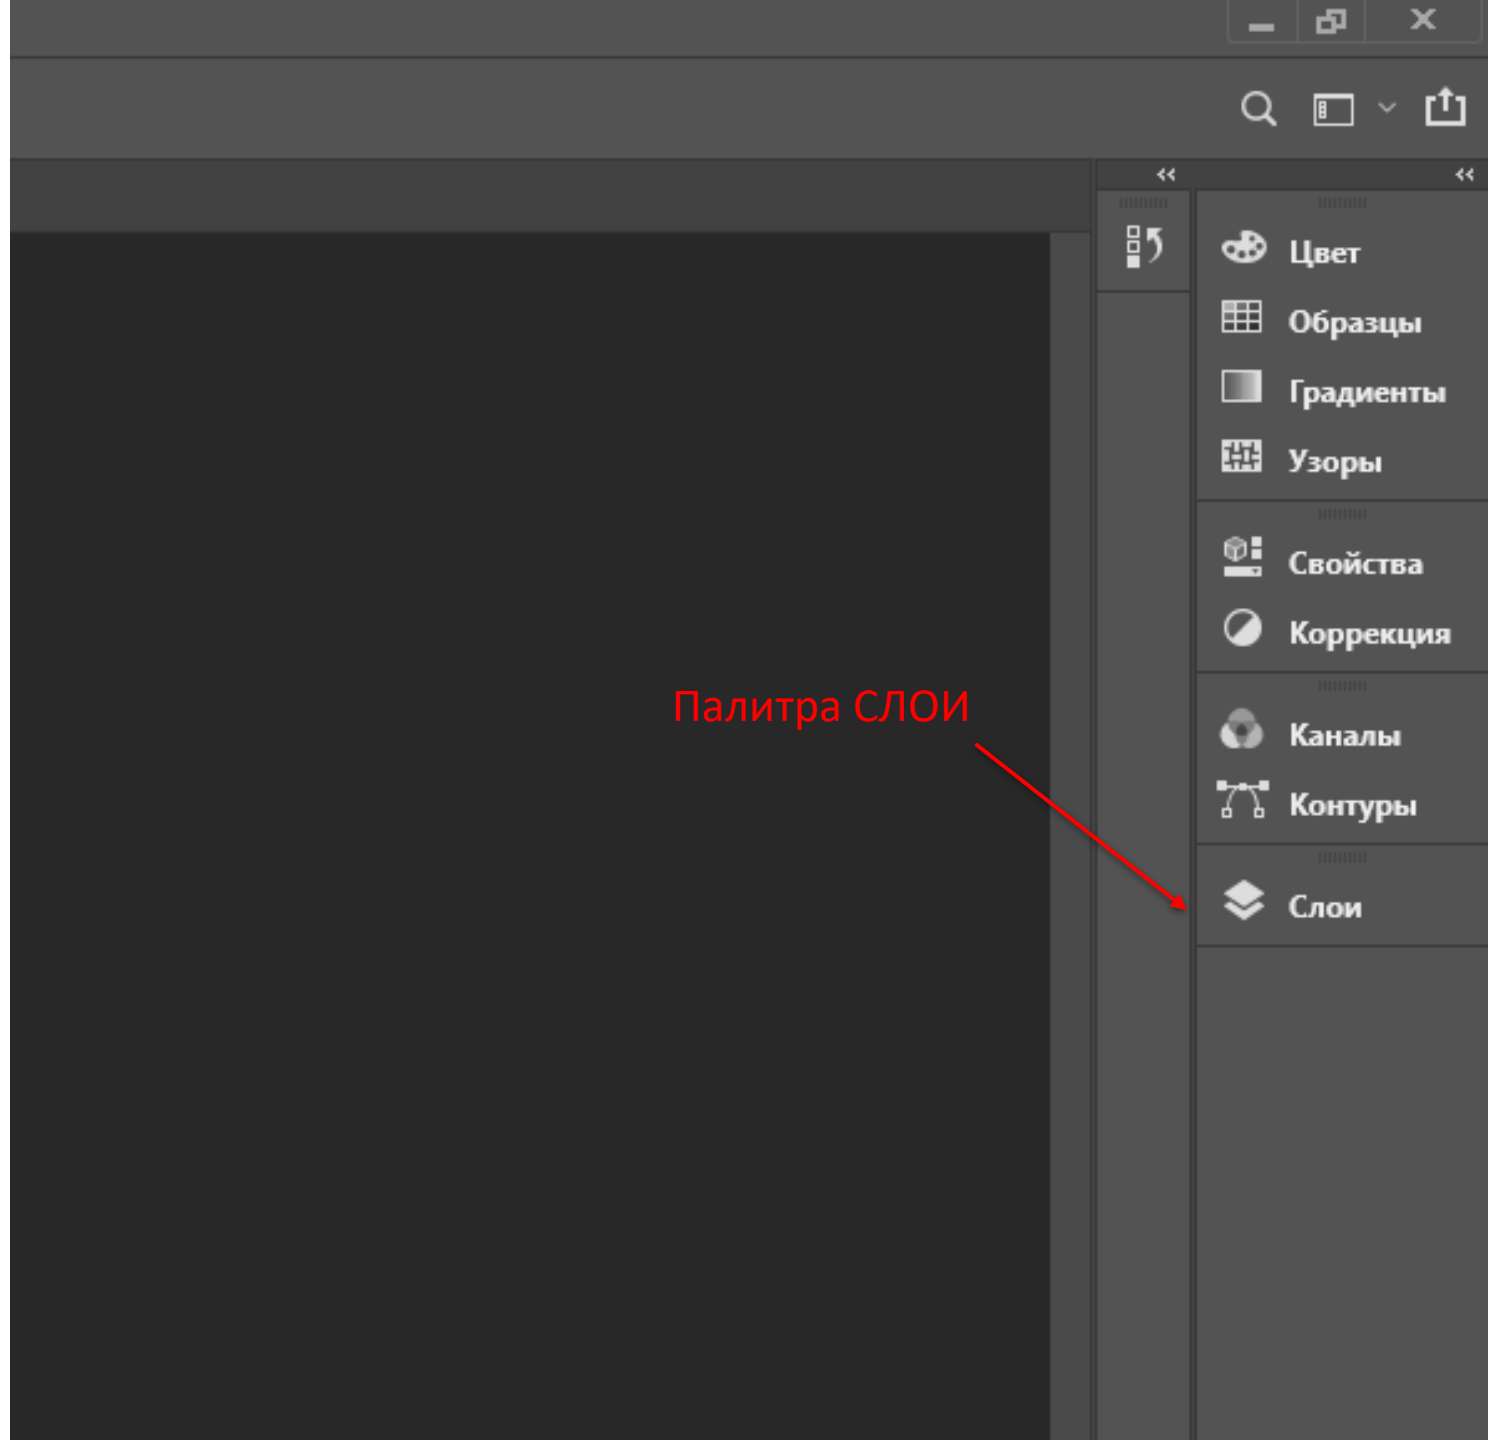 Цвет
Образцы
Градиенты
Узоры
Свойства
Коррекция
Палитра СЛОИ
Каналы
Контуры
Слои